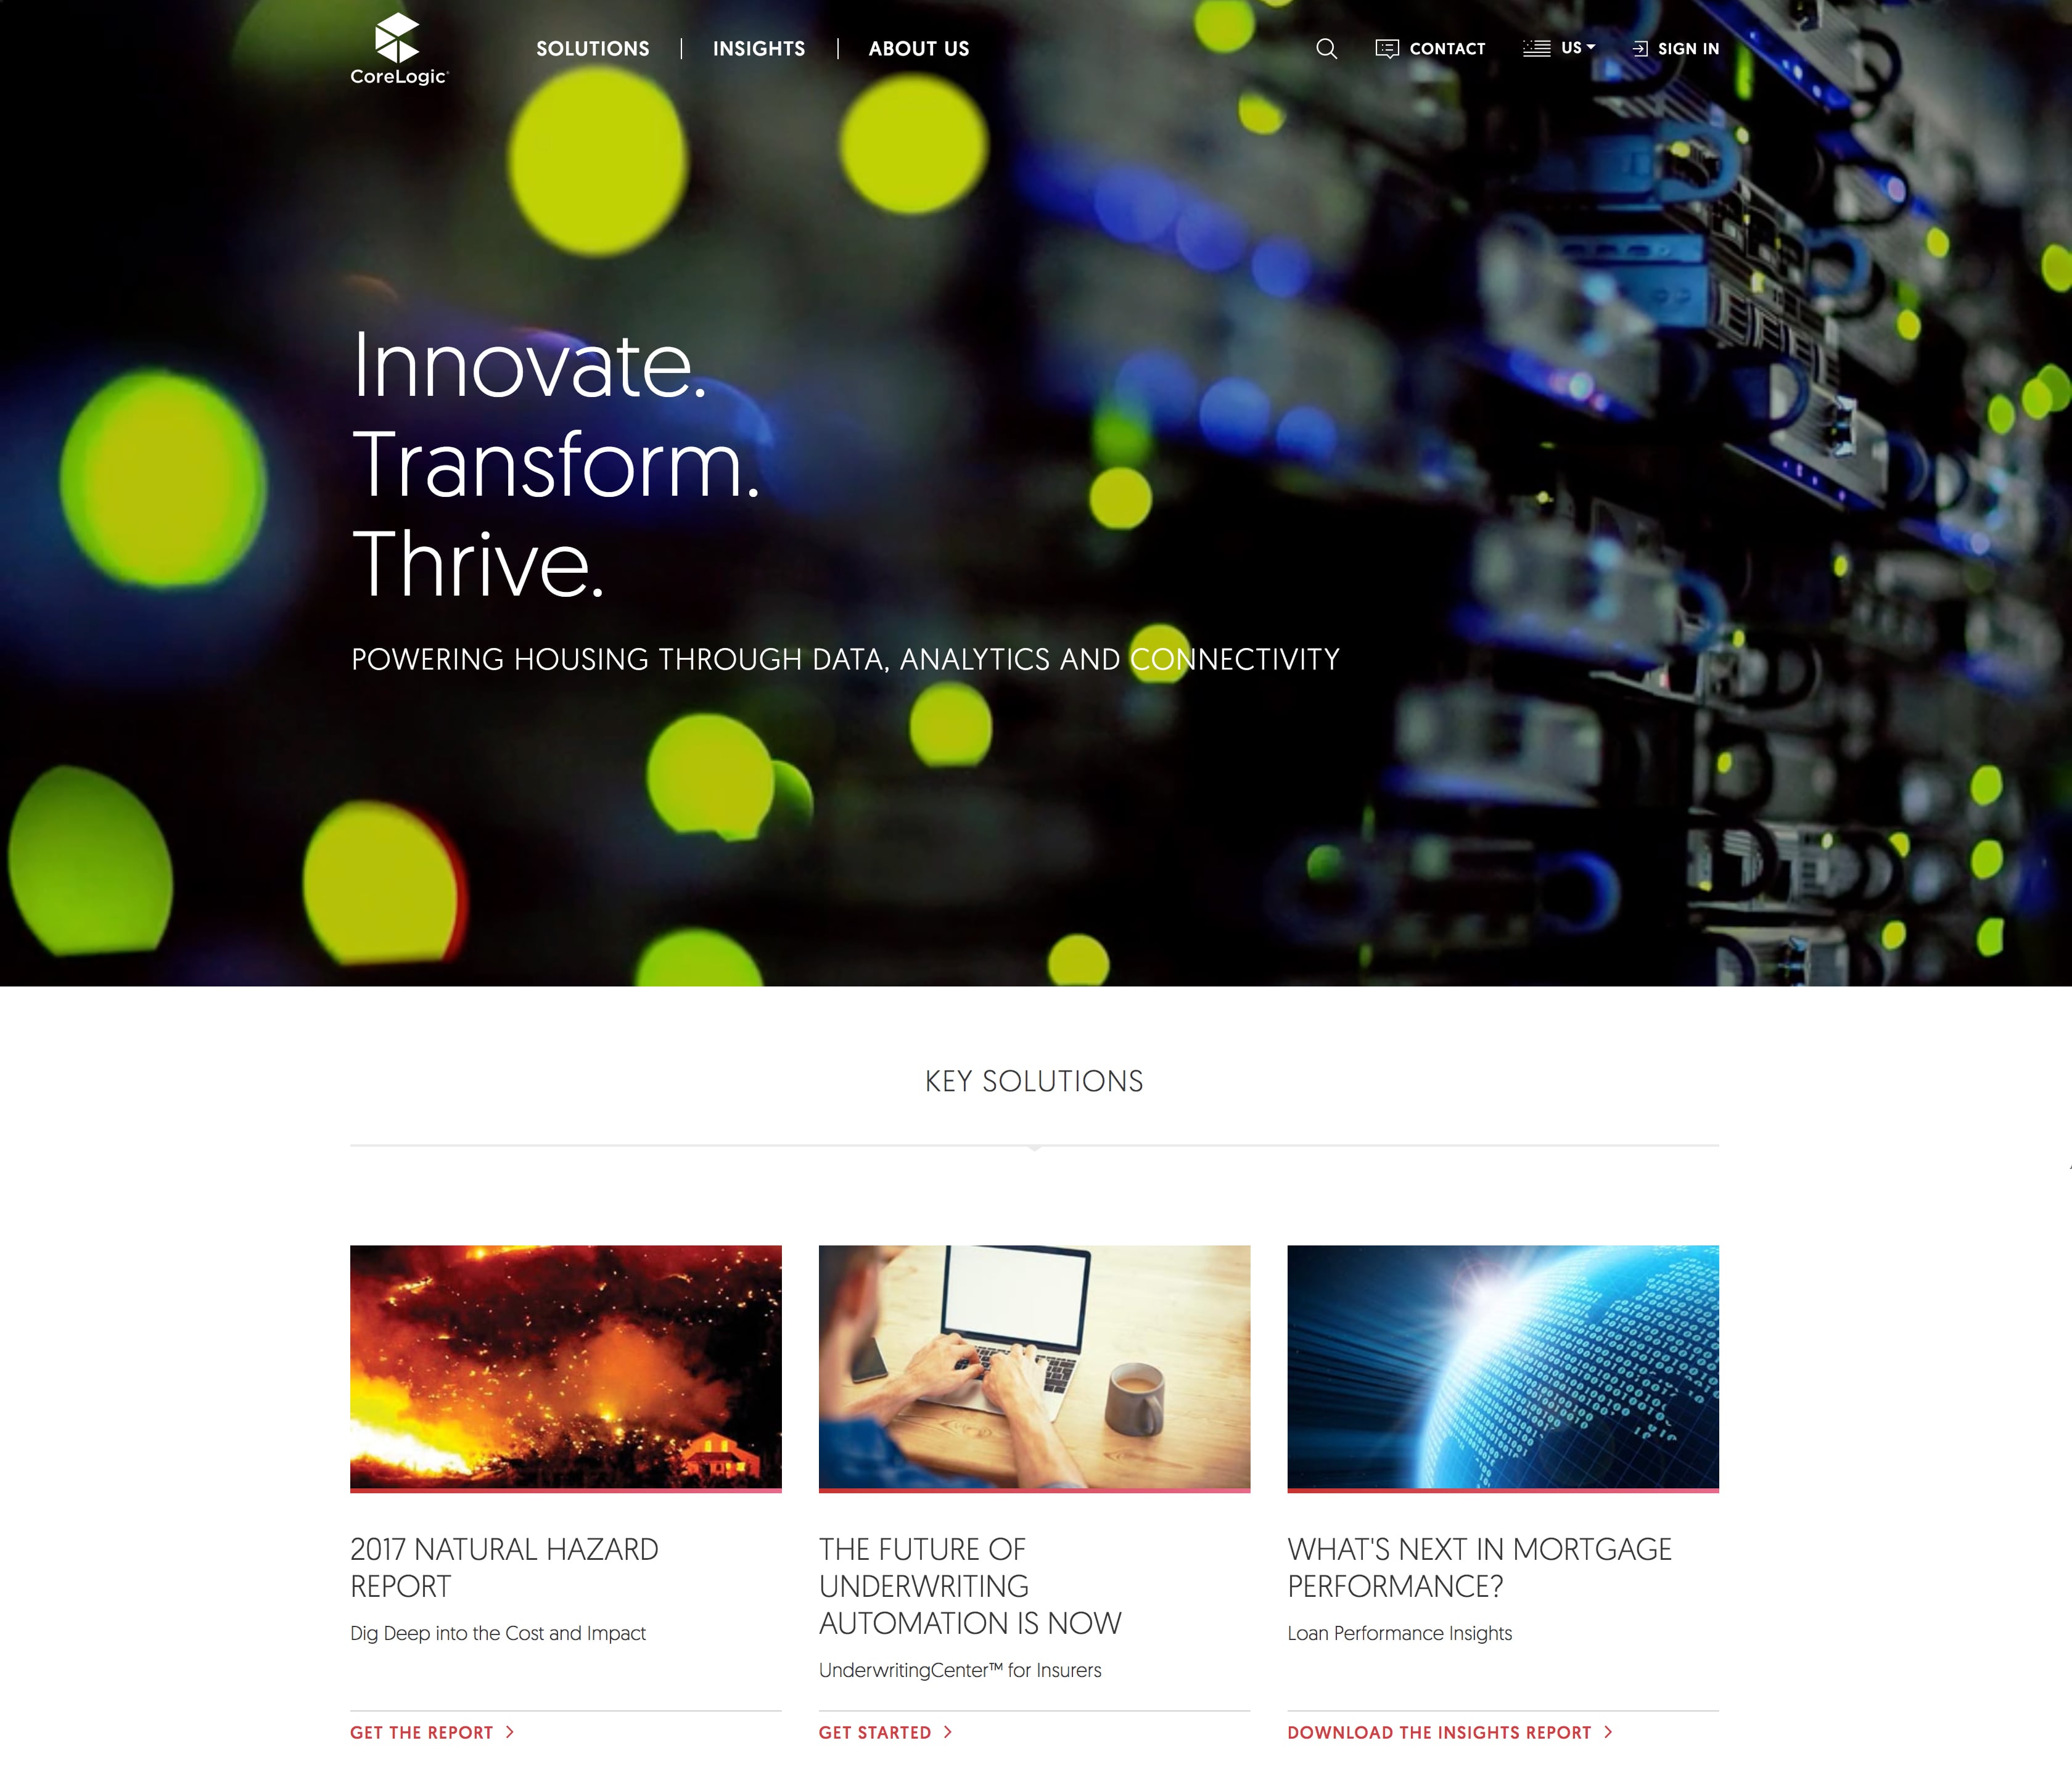 CoreLogic
SOLUTIONS
INSIGHTS
ABOUT US
CONTACT
US
SIGN IN
Innovate.
Transform.
Thrive.
POWERING HOUSING THROUGH DATA, ANALYTICS AND CONNECTIVITY
KEY SOLUTIONS
2017 NATURAL HAZARD
REPORT
Dig Deep into the Cost and Impact
GET THE REPORT
THE FUTURE OF
UNDERWRITING
AUTOMATION IS NOW
UnderwritingCenter™ for Insurers
GET STARTED
WHAT'S NEXT IN MORTGAGE
PERFORMANCE?
Loan Performance Insights
DOWNLOAD THE INSIGHTS REPORT